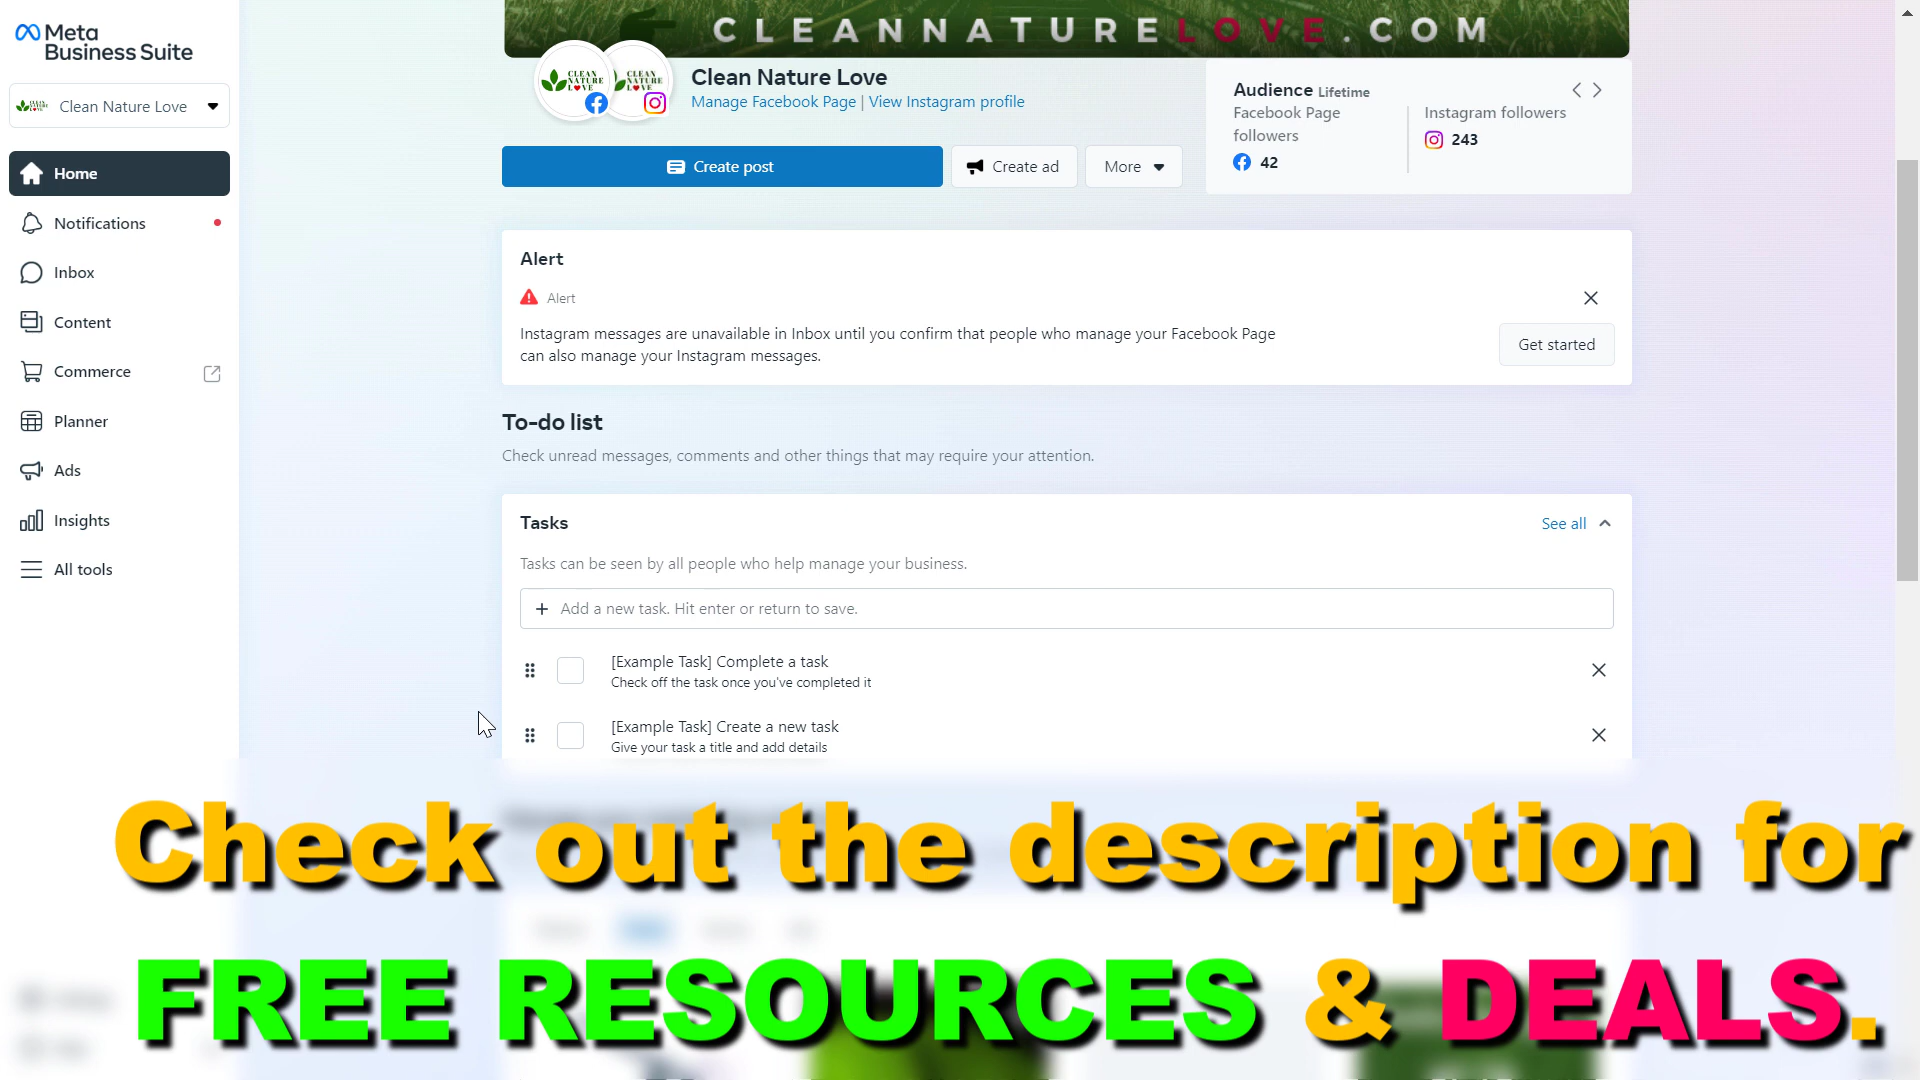 CLEANNATURELOVE.COM
Meta
Business Suite
Clean Nature Love
Home
Notifications
Inbox
Content
Commerce
Planner
Ads
Insights
All tools
CLEAN
NATURE
LOVE
CLEAN
NATURE
LOVE
Clean Nature Love
Manage Facebook Page | View Instagram profile
Create post
Create ad
More
Audience Lifetime
Facebook Page
followers
42
Instagram followers
243
Alert
Alert
Instagram messages are unavailable in Inbox until you confirm that people who manage your Facebook Page
can also manage your Instagram messages.
Get started
To-do list
Check unread messages, comments and other things that may require your attention.
Tasks
See all
Tasks can be seen by all people who help manage your business.
+ Add a new task. Hit enter or return to save.
[Example Task] Complete a task
Check off the task once you've completed it
[Example Task] Create a new task
Give your task a title and add details
Check out the description for
FREE RESOURCES & DEALS.